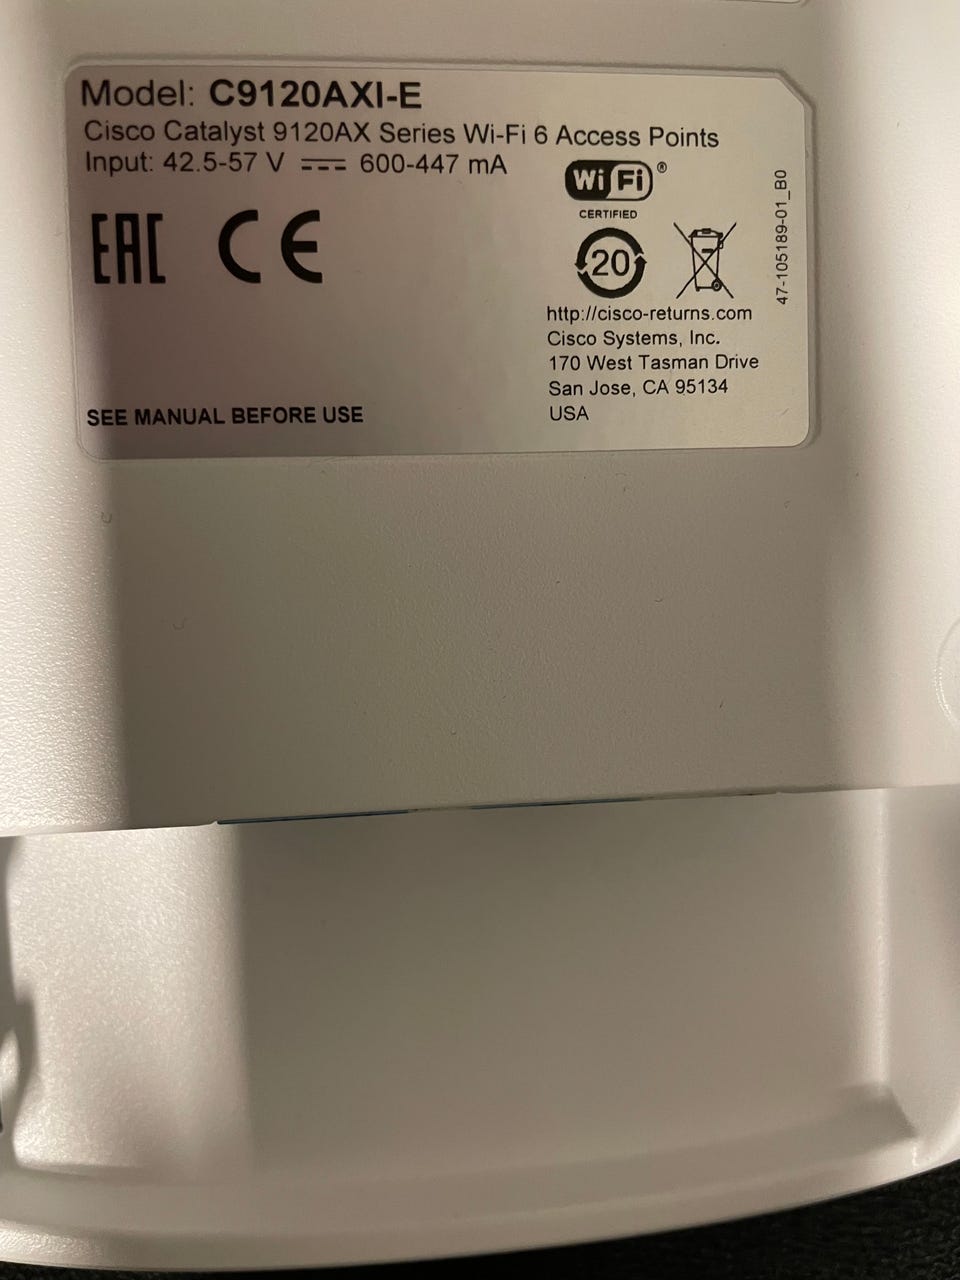 Model: C9120AXI-E
Cisco Catalyst 9120AX Series Wi-Fi 6 Access Points
Input: 42.5-57 V ⎓ 600-447 mA
Wi Fi ®
CERTIFIED
EAC CE
20
47-105189-01_B0
http://cisco-returns.com
Cisco Systems, Inc.
170 West Tasman Drive
San Jose, CA 95134
USA
SEE MANUAL BEFORE USE